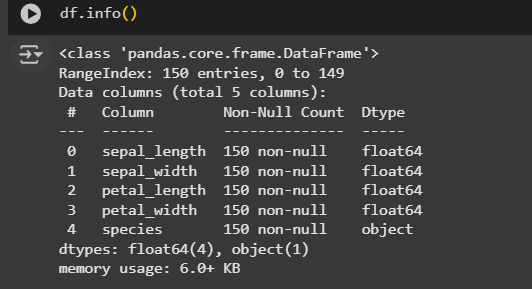 df.info()
<class 'pandas.core.frame.DataFrame'>
RangeIndex: 150 entries, 0 to 149
Data columns (total 5 columns):
 #   Column        Non-Null Count  Dtype
---  ------        --------------  -----
 0   sepal_length  150 non-null    float64
 1   sepal_width   150 non-null    float64
 2   petal_length  150 non-null    float64
 3   petal_width   150 non-null    float64
 4   species       150 non-null    object
dtypes: float64(4), object(1)
memory usage: 6.0+ KB